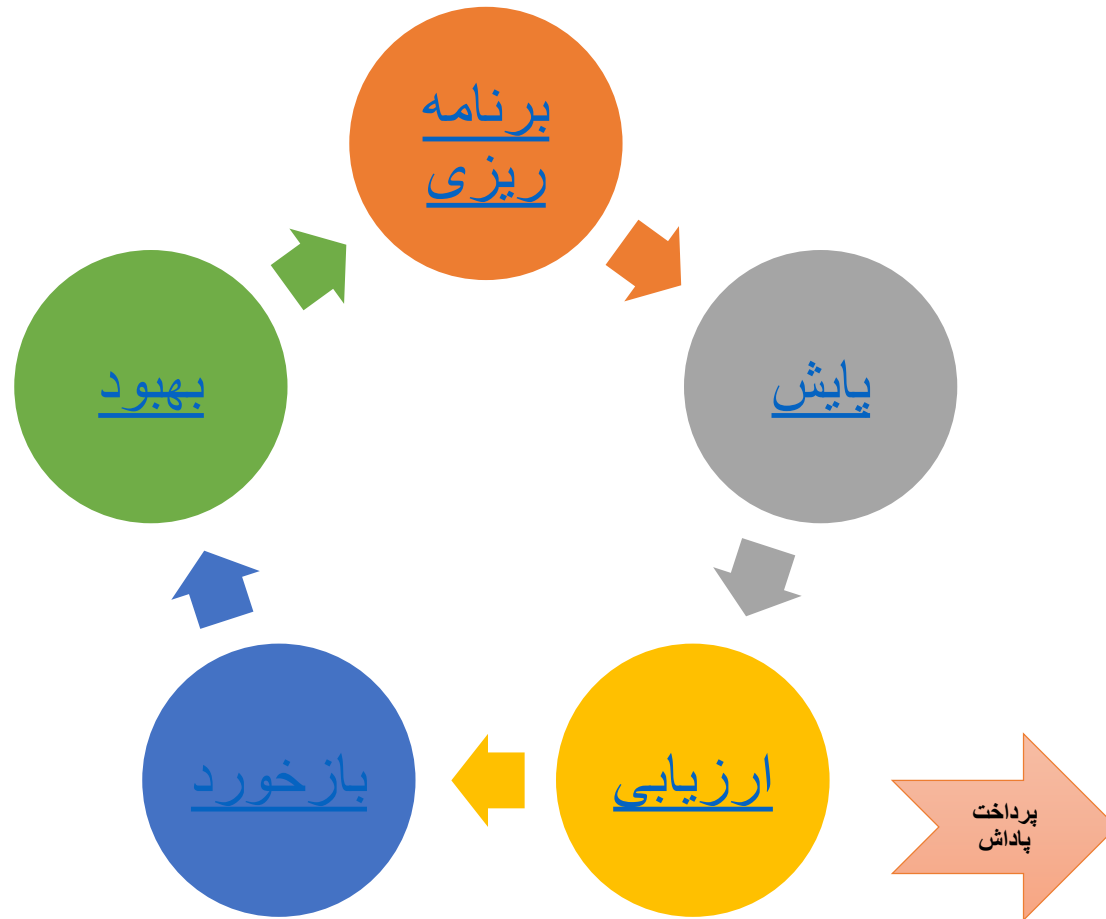 برنامه
ریزی
پایش
ارزیابی
بازخورد
بهبود
پرداخت
پاداش